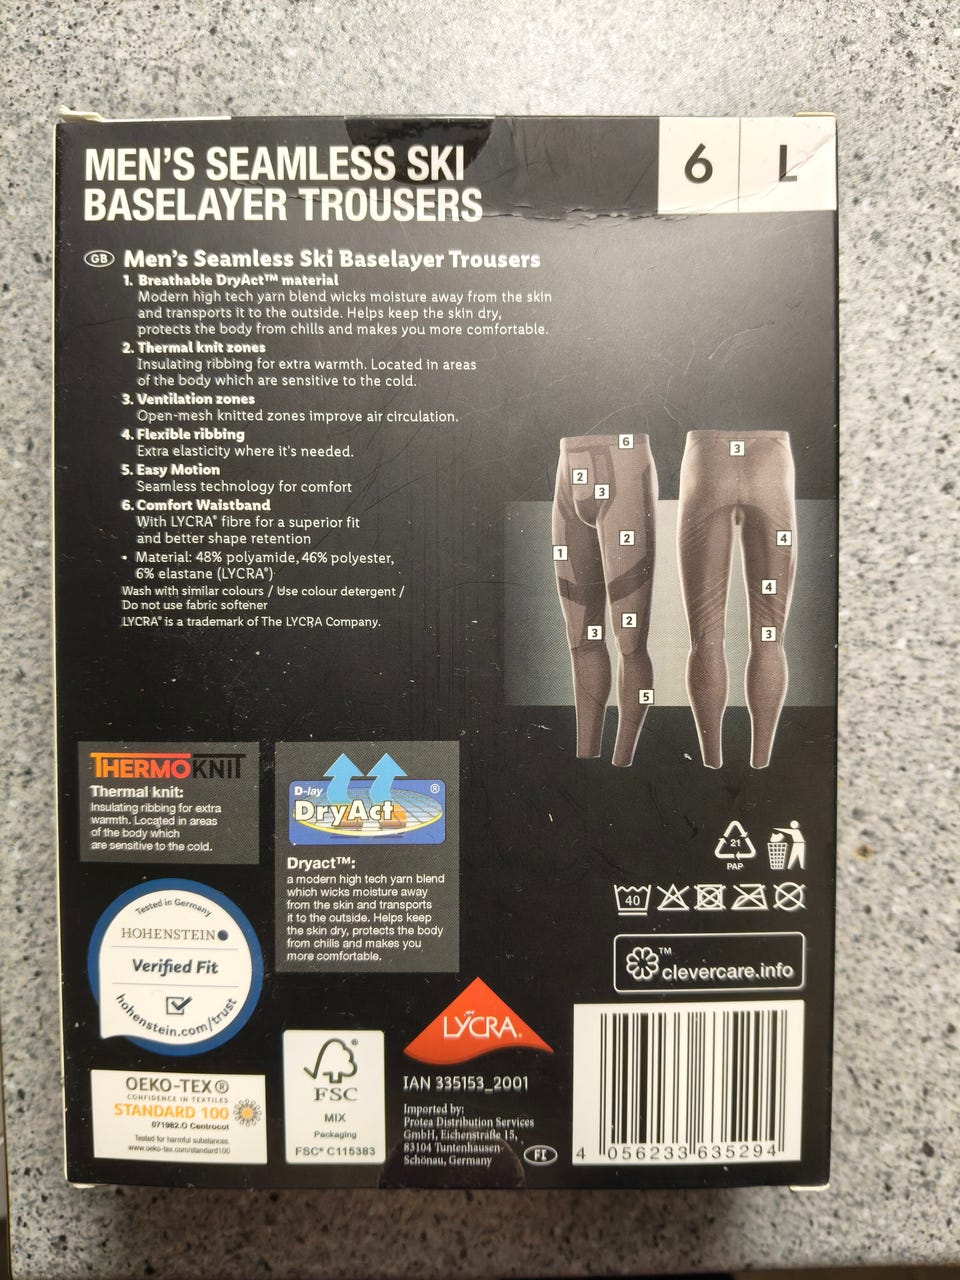 MEN'S SEAMLESS SKI
BASELAYER TROUSERS
6 L
GB Men's Seamless Ski Baselayer Trousers
1. Breathable DryAct™ material
Modern high tech yarn blend wicks moisture away from the skin
and transports it to the outside. Helps keep the skin dry,
protects the body from chills and makes you more comfortable.
2. Thermal knit zones
Insulating ribbing for extra warmth. Located in areas
of the body which are sensitive to the cold.
3. Ventilation zones
Open-mesh knitted zones improve air circulation.
4. Flexible ribbing
Extra elasticity where it's needed.
5. Easy Motion
Seamless technology for comfort
6. Comfort Waistband
With LYCRA® fibre for a superior fit
and better shape retention
• Material: 48% polyamide, 46% polyester,
6% elastane (LYCRA®)
Wash with similar colours / Use colour detergent /
Do not use fabric softener
LYCRA® is a trademark of The LYCRA Company.
6
3
2
3
2
4
1
4
2
3
3
5
THERMOKNIT
Thermal knit:
Insulating ribbing for extra
warmth. Located in areas
of the body which
are sensitive to the cold.
D-lay ®
DryAct
Dryact™:
a modern high tech yarn blend
which wicks moisture away
from the skin and transports
it to the outside. Helps keep
the skin dry, protects the body
from chills and makes you
more comfortable.
21
PAP
40
™
clevercare.info
Tested in Germany
HOHENSTEIN
Verified Fit
hohenstein.com/trust
OEKO-TEX®
CONFIDENCE IN TEXTILES
STANDARD 100
071982.O Centrocot
Tested for harmful substances.
www.oeko-tex.com/standard100
®
FSC
MIX
Packaging
FSC® C115383
LYCRA®
IAN 335153_2001
Imported by:
Protea Distribution Services
GmbH, Eichenstraße 15,
83104 Tuntenhausen-
Schönau, Germany
FI
4 056233 635294